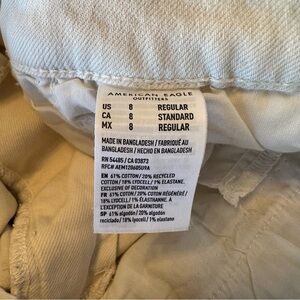 AMERICAN EAGLE
OUTFITTERS
US 8 REGULAR
CA 8 STANDARD
MX 8 REGULAR
MADE IN BANGLADESH / FABRIQUÉ AU
BANGLADESH / HECHO EN BANGLADESH
RN 54485 / CA 03873
RFC# AEM120605U9A
EN 61% COTTON/20% RECYCLED
COTTON/18% LYOCELL/1% ELASTANE,
EXCLUSIVE OF DECORATION
FR 61% COTON/20% COTON RÉGÉNÉRÉ/
18% LYOCELL/1% ÉLASTHANNE, À
L'EXCEPTION DE LA GARNITURE
SP 61% algodón/20% algodón
reciclado/18% lyocell/1% elastano